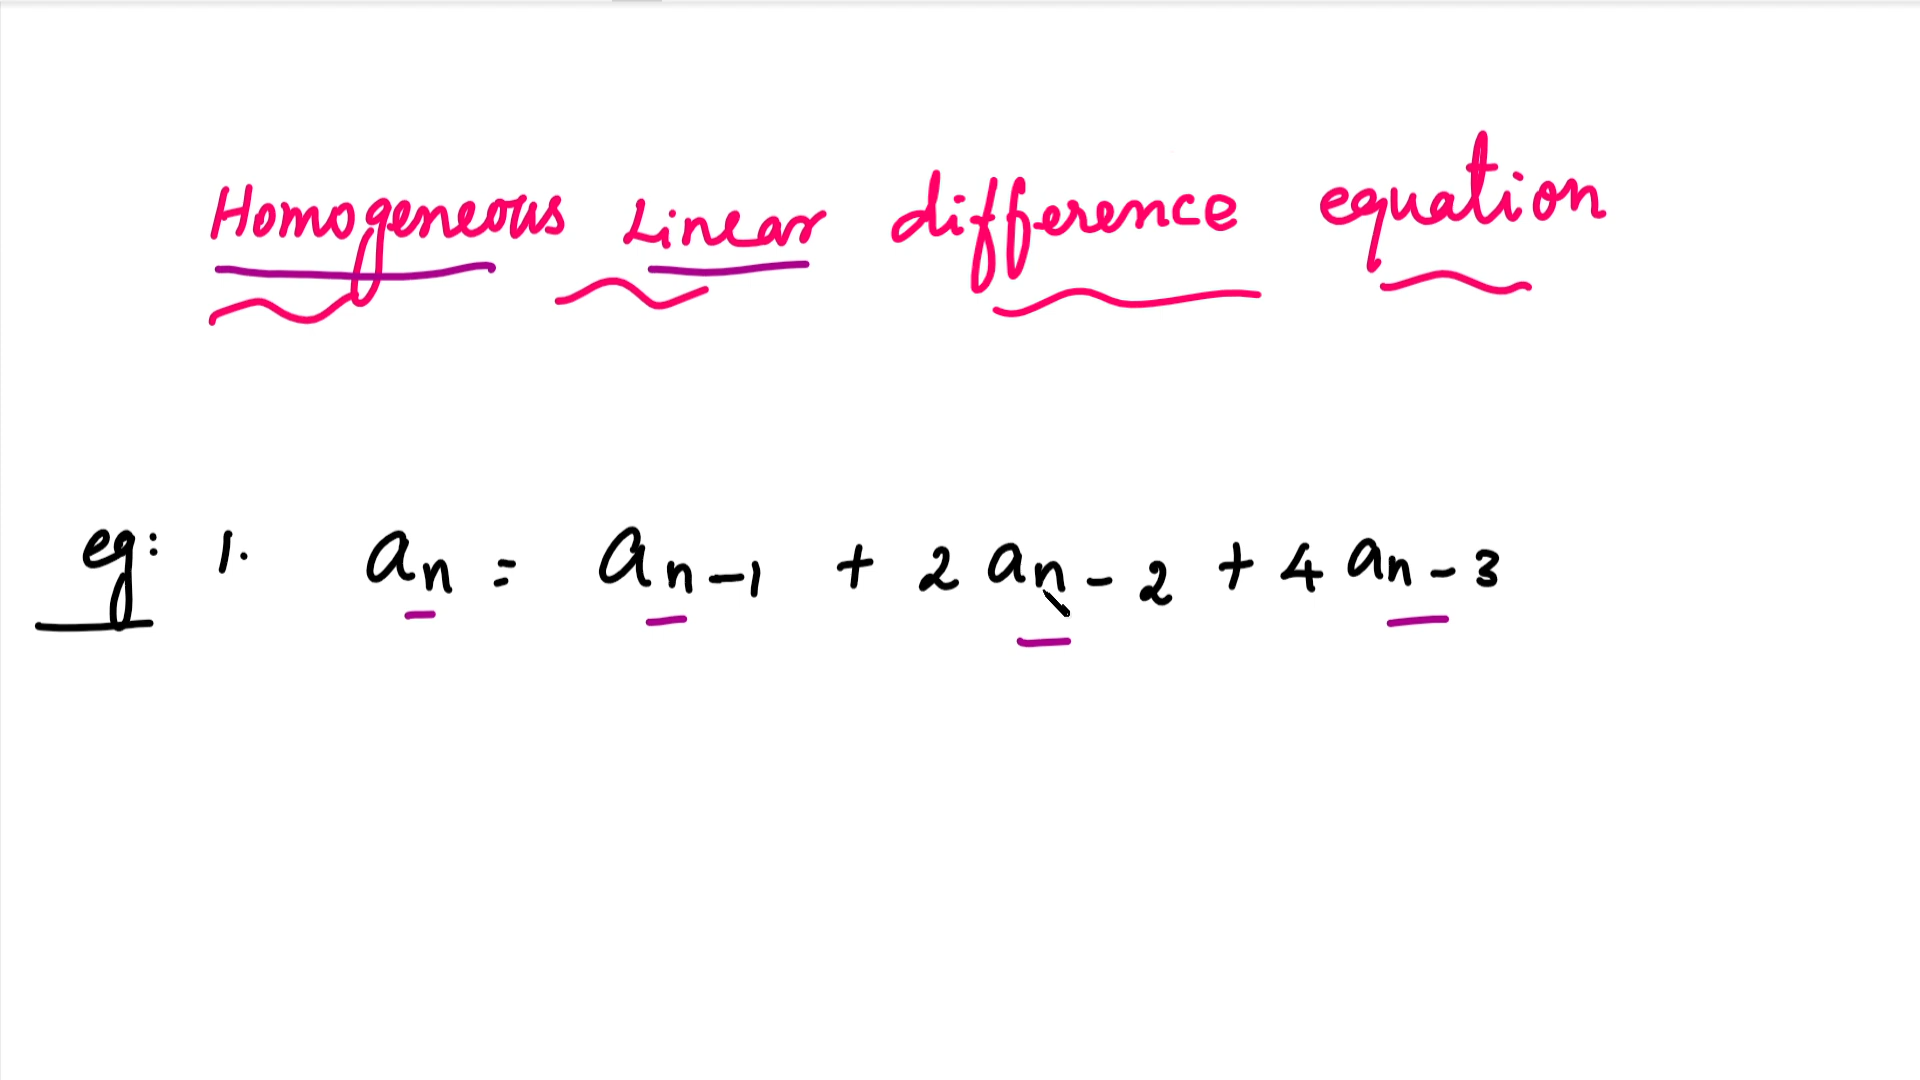 Homogeneous Linear difference equation
eg: 1. aₙ = aₙ₋₁ + 2 aₙ₋₂ + 4 aₙ₋₃